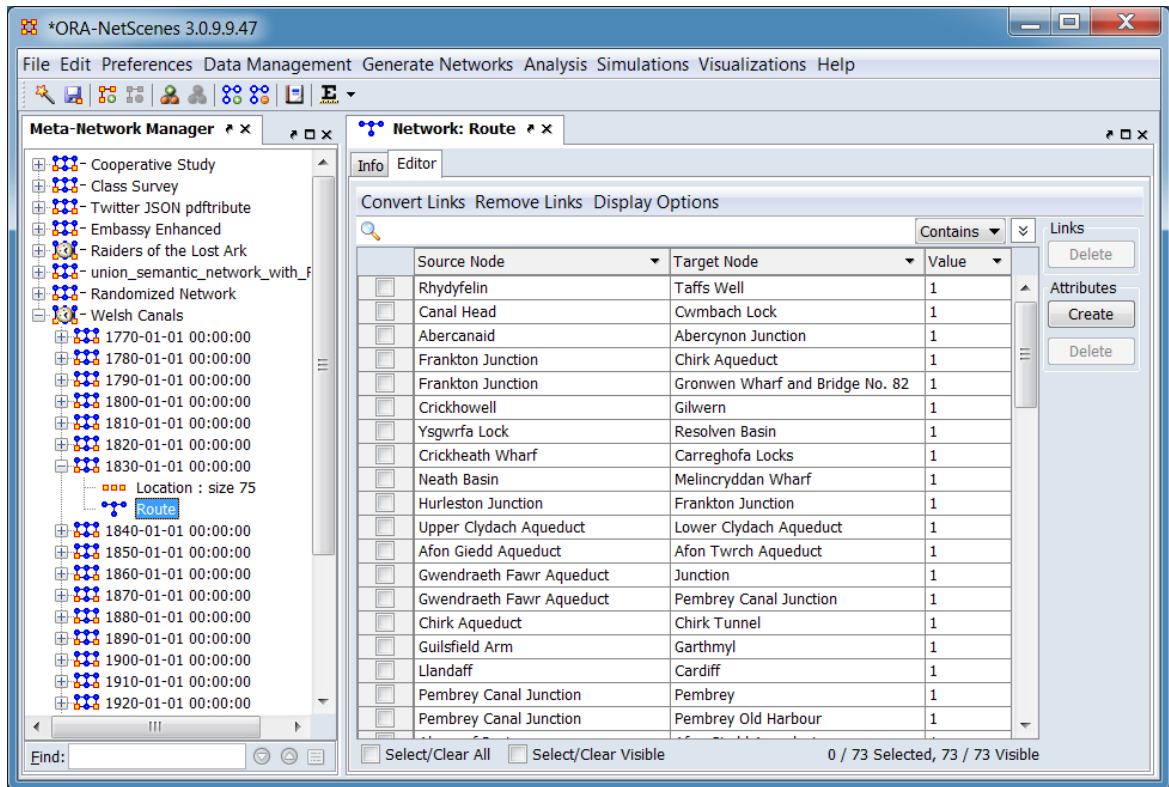 *ORA-NetScenes 3.0.9.9.47
File Edit Preferences Data Management Generate Networks Analysis Simulations Visualizations Help
E
Meta-Network Manager
Cooperative Study
Class Survey
Twitter JSON pdftribute
Embassy Enhanced
Raiders of the Lost Ark
union_semantic_network_with_F
Randomized Network
Welsh Canals
1770-01-01 00:00:00
1780-01-01 00:00:00
1790-01-01 00:00:00
1800-01-01 00:00:00
1810-01-01 00:00:00
1820-01-01 00:00:00
1830-01-01 00:00:00
Location : size 75
Route
1840-01-01 00:00:00
1850-01-01 00:00:00
1860-01-01 00:00:00
1870-01-01 00:00:00
1880-01-01 00:00:00
1890-01-01 00:00:00
1900-01-01 00:00:00
1910-01-01 00:00:00
1920-01-01 00:00:00
Find:
Network: Route
Info Editor
Convert Links Remove Links Display Options
Contains
Source Node Target Node Value
Rhydyfelin Taffs Well 1
Canal Head Cwmbach Lock 1
Abercanaid Abercynon Junction 1
Frankton Junction Chirk Aqueduct 1
Frankton Junction Gronwen Wharf and Bridge No. 82 1
Crickhowell Gilwern 1
Ysgwrfa Lock Resolven Basin 1
Crickheath Wharf Carreghofa Locks 1
Neath Basin Melincryddan Wharf 1
Hurleston Junction Frankton Junction 1
Upper Clydach Aqueduct Lower Clydach Aqueduct 1
Afon Giedd Aqueduct Afon Twrch Aqueduct 1
Gwendraeth Fawr Aqueduct Junction 1
Gwendraeth Fawr Aqueduct Pembrey Canal Junction 1
Chirk Aqueduct Chirk Tunnel 1
Guilsfield Arm Garthmyl 1
Llandaff Cardiff 1
Pembrey Canal Junction Pembrey 1
Pembrey Canal Junction Pembrey Old Harbour 1
Select/Clear All Select/Clear Visible 0 / 73 Selected, 73 / 73 Visible
Links
Delete
Attributes
Create
Delete